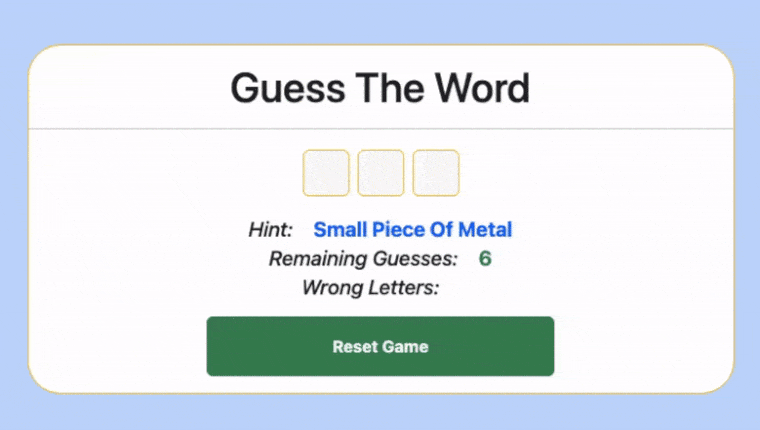 Guess The Word
Hint: Small Piece Of Metal
Remaining Guesses: 6
Wrong Letters:
Reset Game